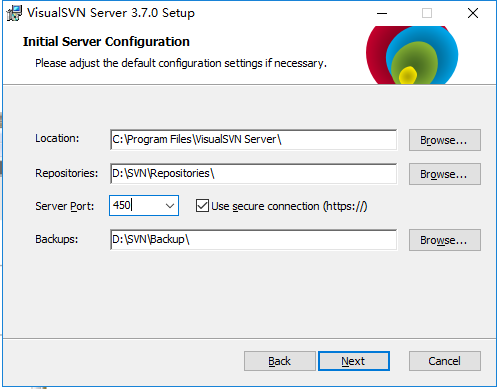 VisualSVN Server 3.7.0 Setup
Initial Server Configuration
Please adjust the default configuration settings if necessary.
Location: C:\Program Files\VisualSVN Server\ Browse...
Repositories: D:\SVN\Repositories\ Browse...
Server Port: 450 Use secure connection (https://)
Backups: D:\SVN\Backup\ Browse...
Back Next Cancel